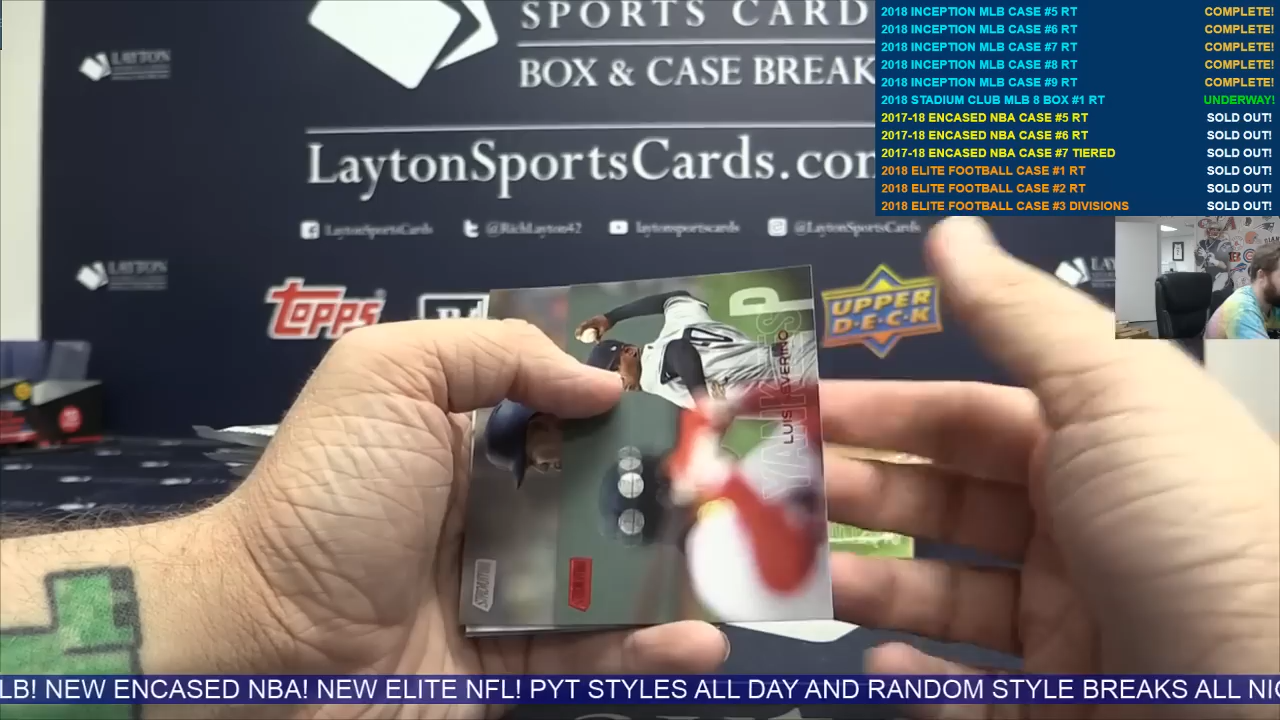 SPORTS CARD
BOX & CASE BREAK
LaytonSportsCards.com
LaytonSportsCards
@RichLayton42
laytonsportscards
@LaytonSportsCards
LAYTON
LAYTON
TOPPS
UPPER
DECK
P
YANKEES
LUIS SEVERINO
2018 INCEPTION MLB CASE #5 RT COMPLETE!
2018 INCEPTION MLB CASE #6 RT COMPLETE!
2018 INCEPTION MLB CASE #7 RT COMPLETE!
2018 INCEPTION MLB CASE #8 RT COMPLETE!
2018 INCEPTION MLB CASE #9 RT COMPLETE!
2018 STADIUM CLUB MLB 8 BOX #1 RT UNDERWAY!
2017-18 ENCASED NBA CASE #5 RT SOLD OUT!
2017-18 ENCASED NBA CASE #6 RT SOLD OUT!
2017-18 ENCASED NBA CASE #7 TIERED SOLD OUT!
2018 ELITE FOOTBALL CASE #1 RT SOLD OUT!
2018 ELITE FOOTBALL CASE #2 RT SOLD OUT!
2018 ELITE FOOTBALL CASE #3 DIVISIONS SOLD OUT!
LB! NEW ENCASED NBA! NEW ELITE NFL! PYT STYLES ALL DAY AND RANDOM STYLE BREAKS ALL NIG